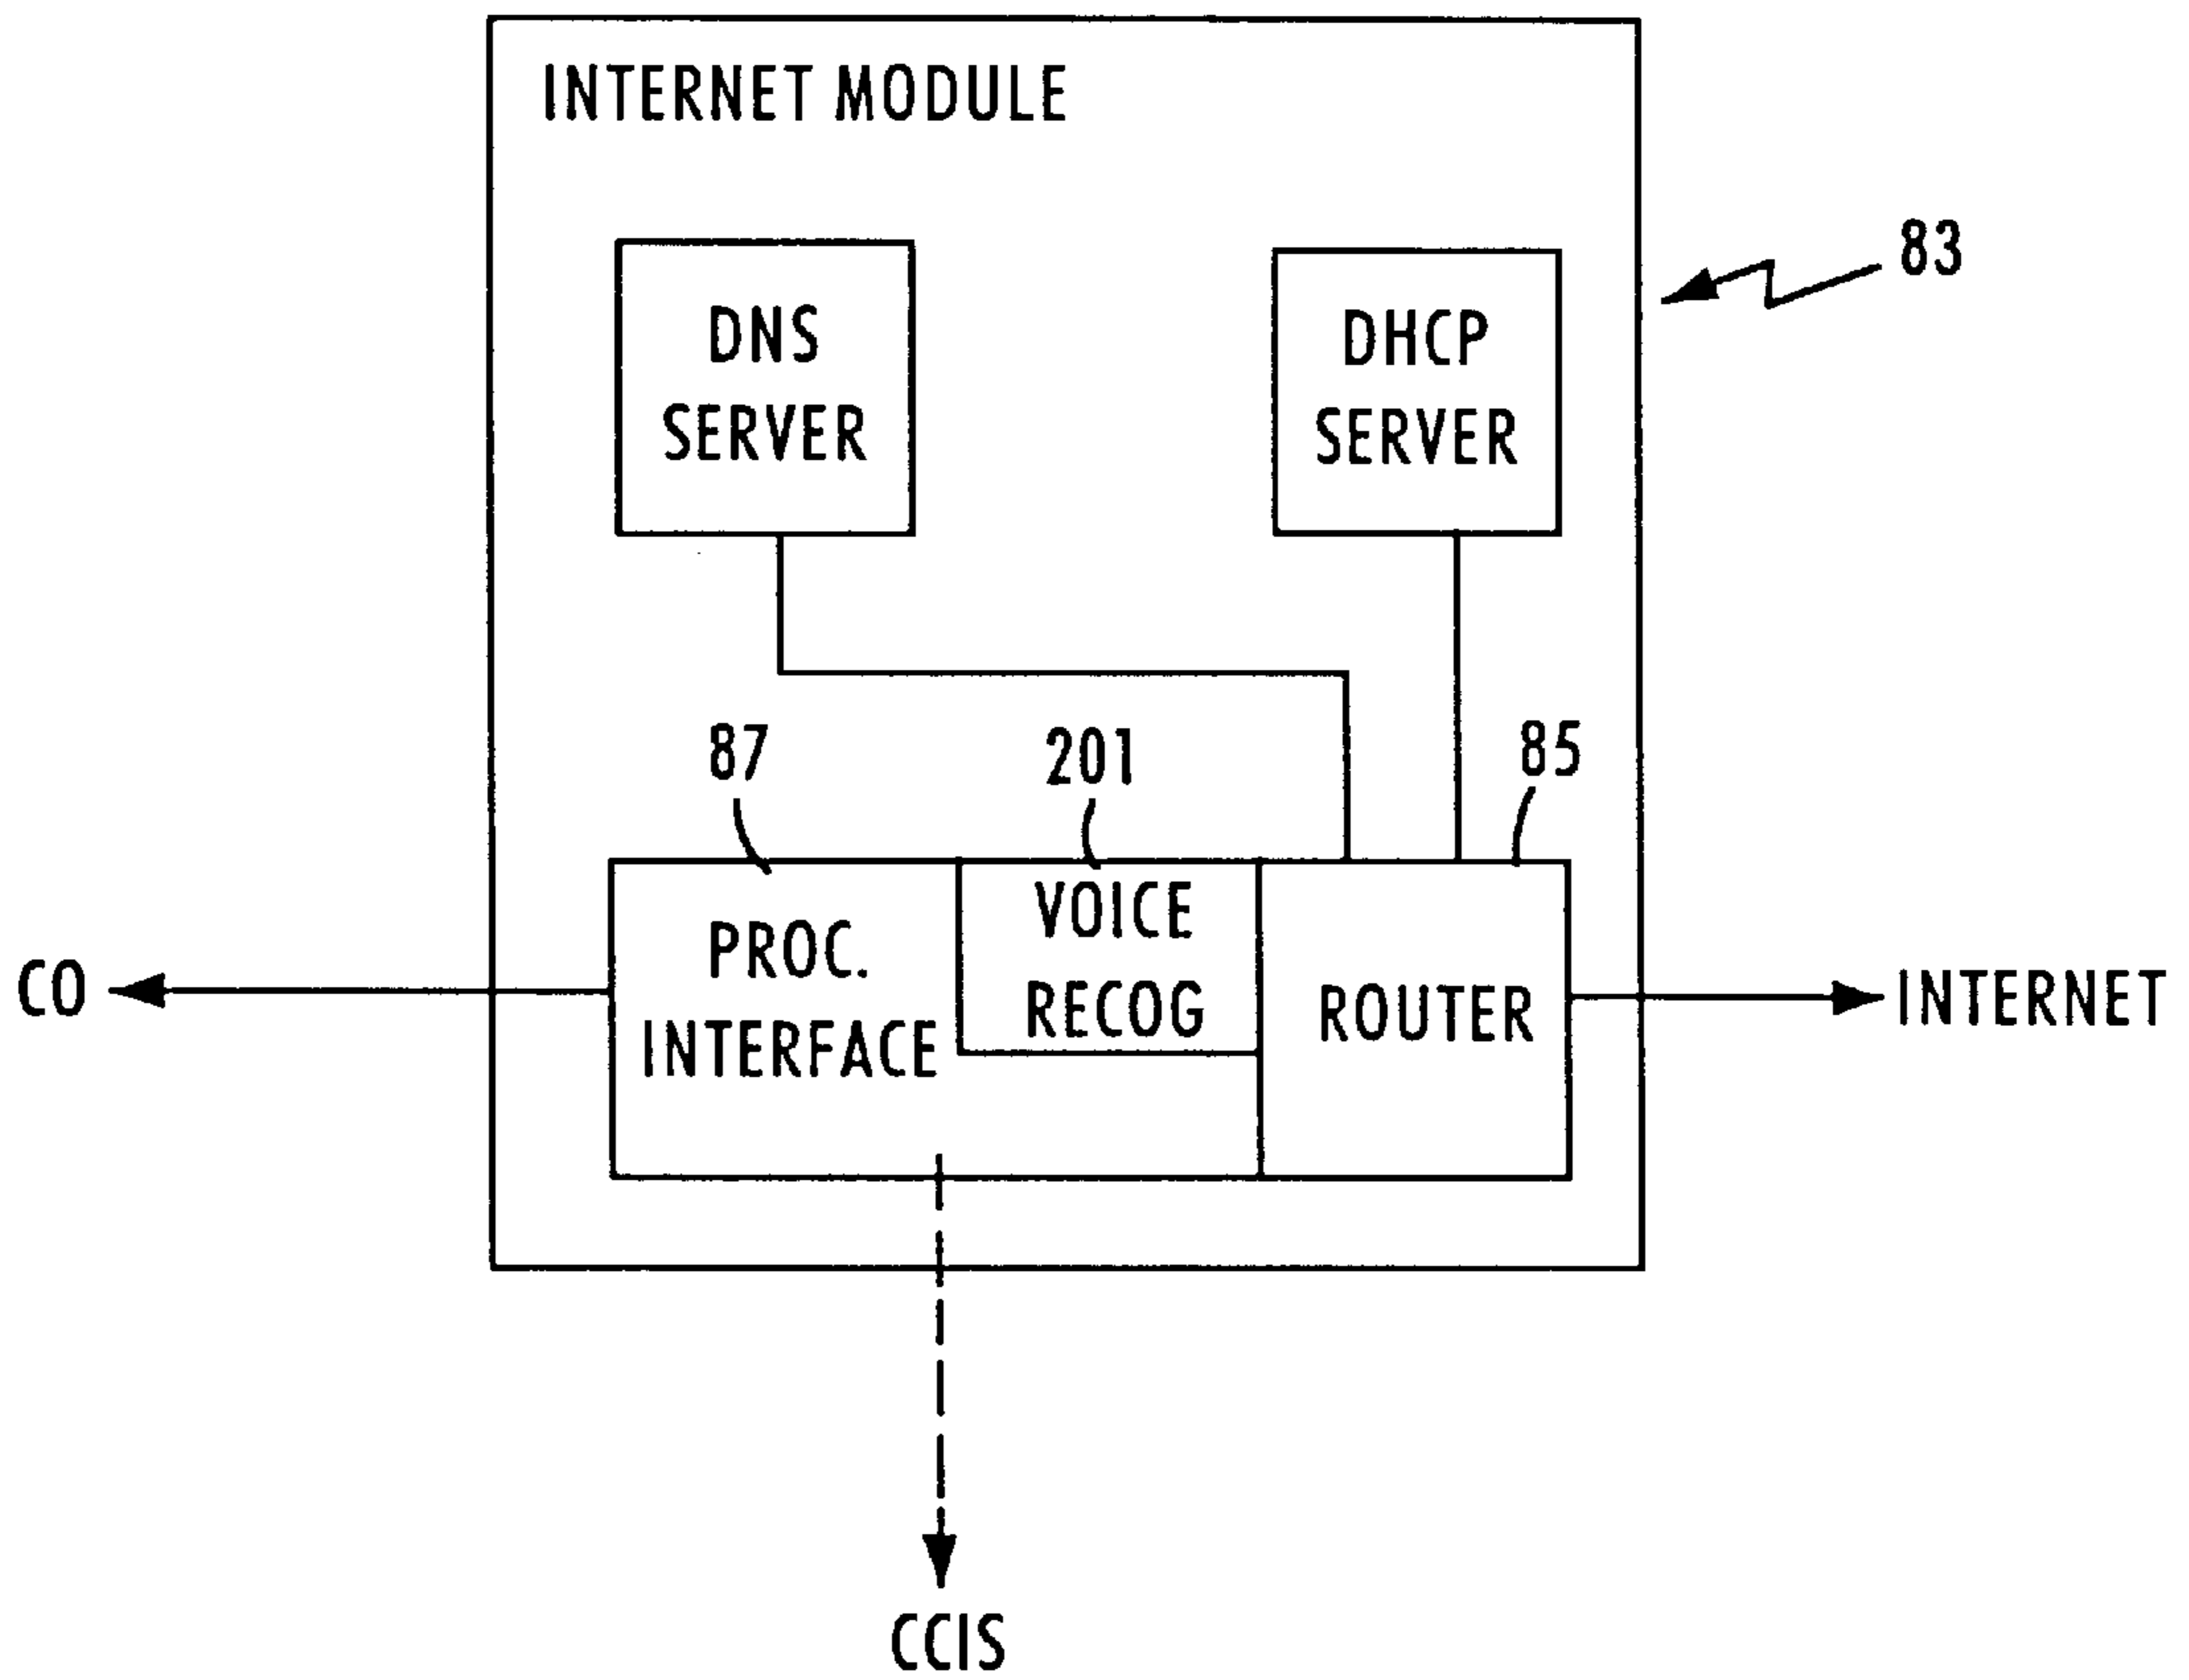 INTERNET MODULE
83
DNS
SERVER
DHCP
SERVER
87
201
85
PROC.
INTERFACE
VOICE
RECOG
ROUTER
CO
INTERNET
CCIS